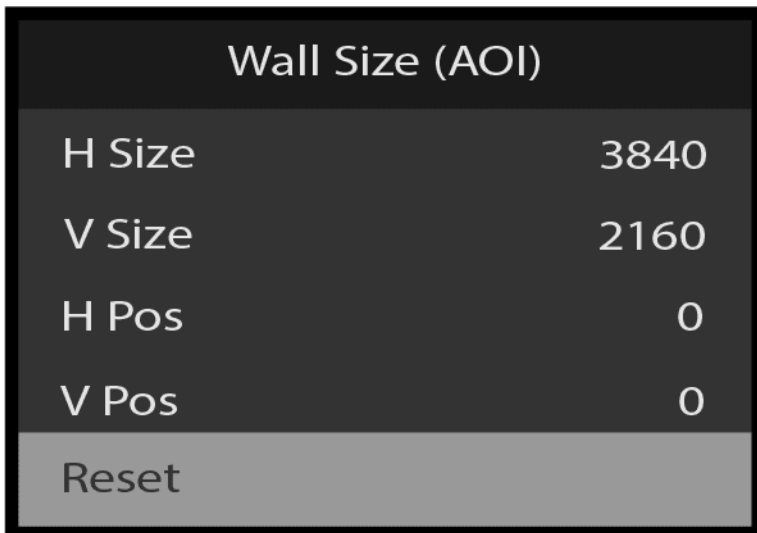 Wall Size (AOI)
H Size 3840
V Size 2160
H Pos 0
V Pos 0
Reset